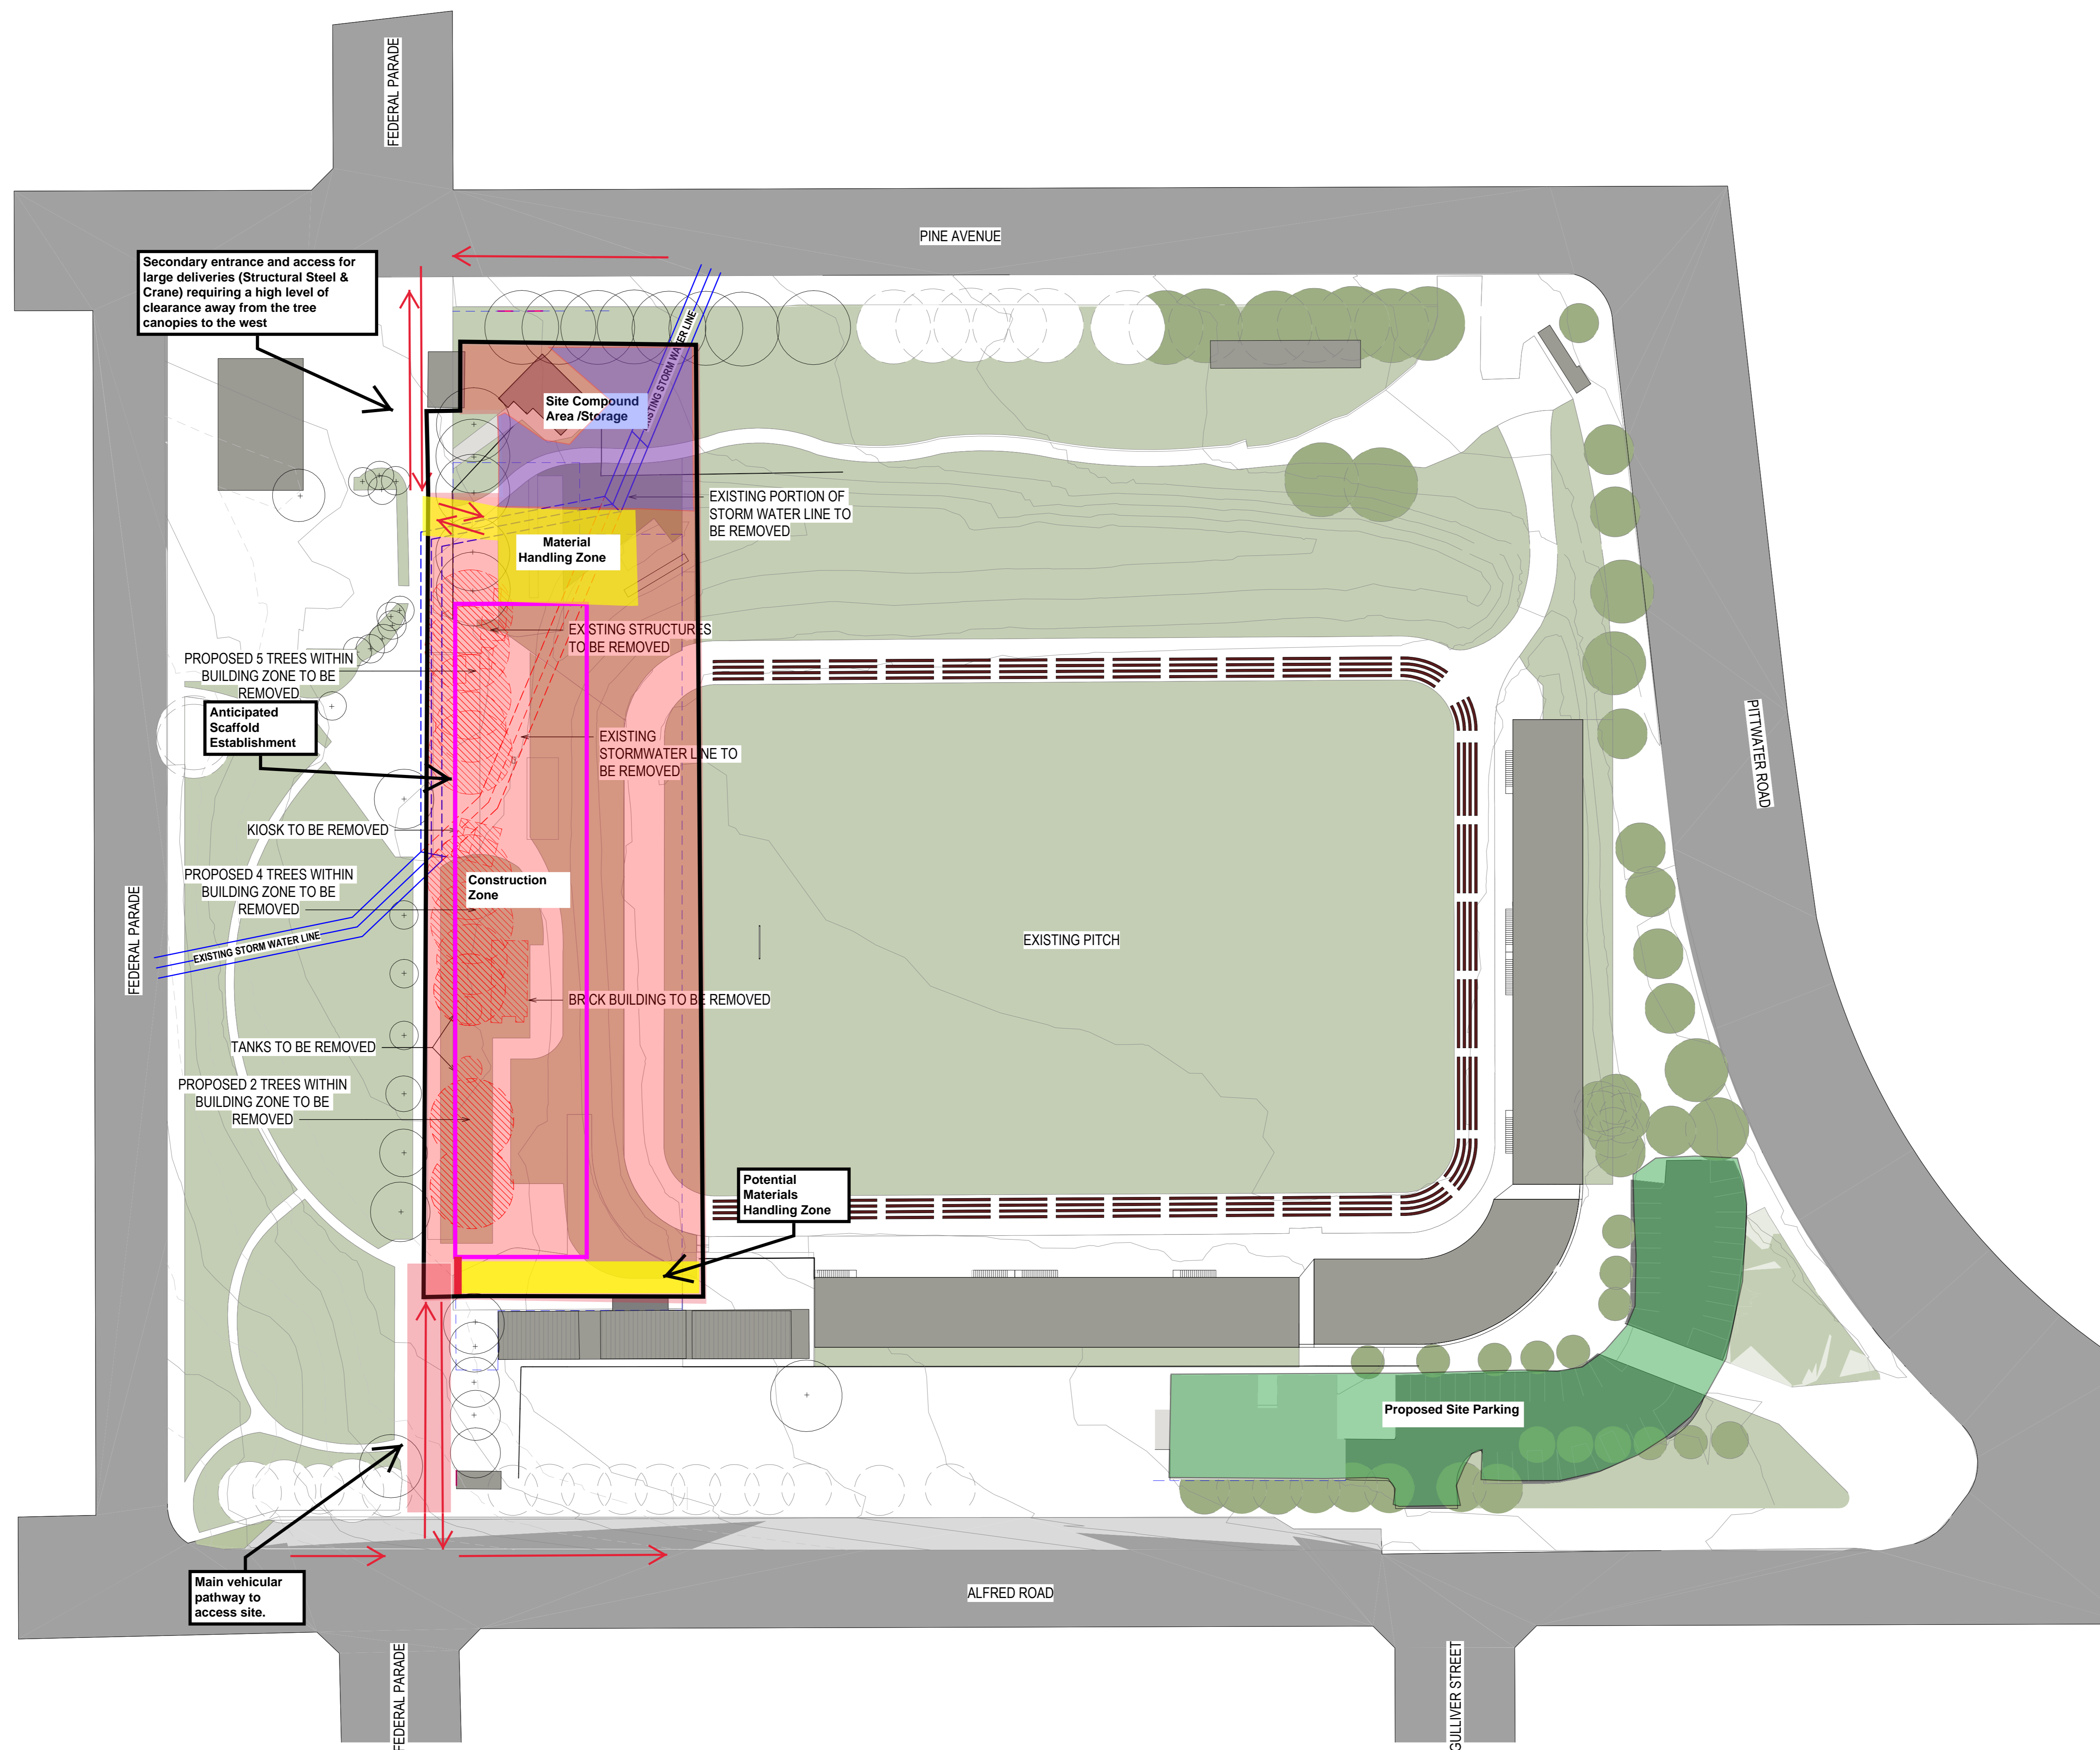 FEDERAL PARADE
PINE AVENUE
Secondary entrance and access for
large deliveries (Structural Steel &
Crane) requiring a high level of
clearance away from the tree
canopies to the west
EXISTING STORM WATER LINE
Site Compound
Area /Storage
EXISTING PORTION OF
STORM WATER LINE TO
BE REMOVED
Material
Handling Zone
EXISTING STRUCTURES
TO BE REMOVED
PROPOSED 5 TREES WITHIN
BUILDING ZONE TO BE
REMOVED
Anticipated
Scaffold
Establishment
EXISTING
STORMWATER LINE TO
BE REMOVED
PITTWATER ROAD
KIOSK TO BE REMOVED
PROPOSED 4 TREES WITHIN
BUILDING ZONE TO BE
REMOVED
Construction
Zone
FEDERAL PARADE
EXISTING STORM WATER LINE
EXISTING PITCH
BRICK BUILDING TO BE REMOVED
TANKS TO BE REMOVED
PROPOSED 2 TREES WITHIN
BUILDING ZONE TO BE
REMOVED
Potential
Materials
Handling Zone
Proposed Site Parking
Main vehicular
pathway to
access site.
ALFRED ROAD
FEDERAL PARADE
GULLIVER STREET